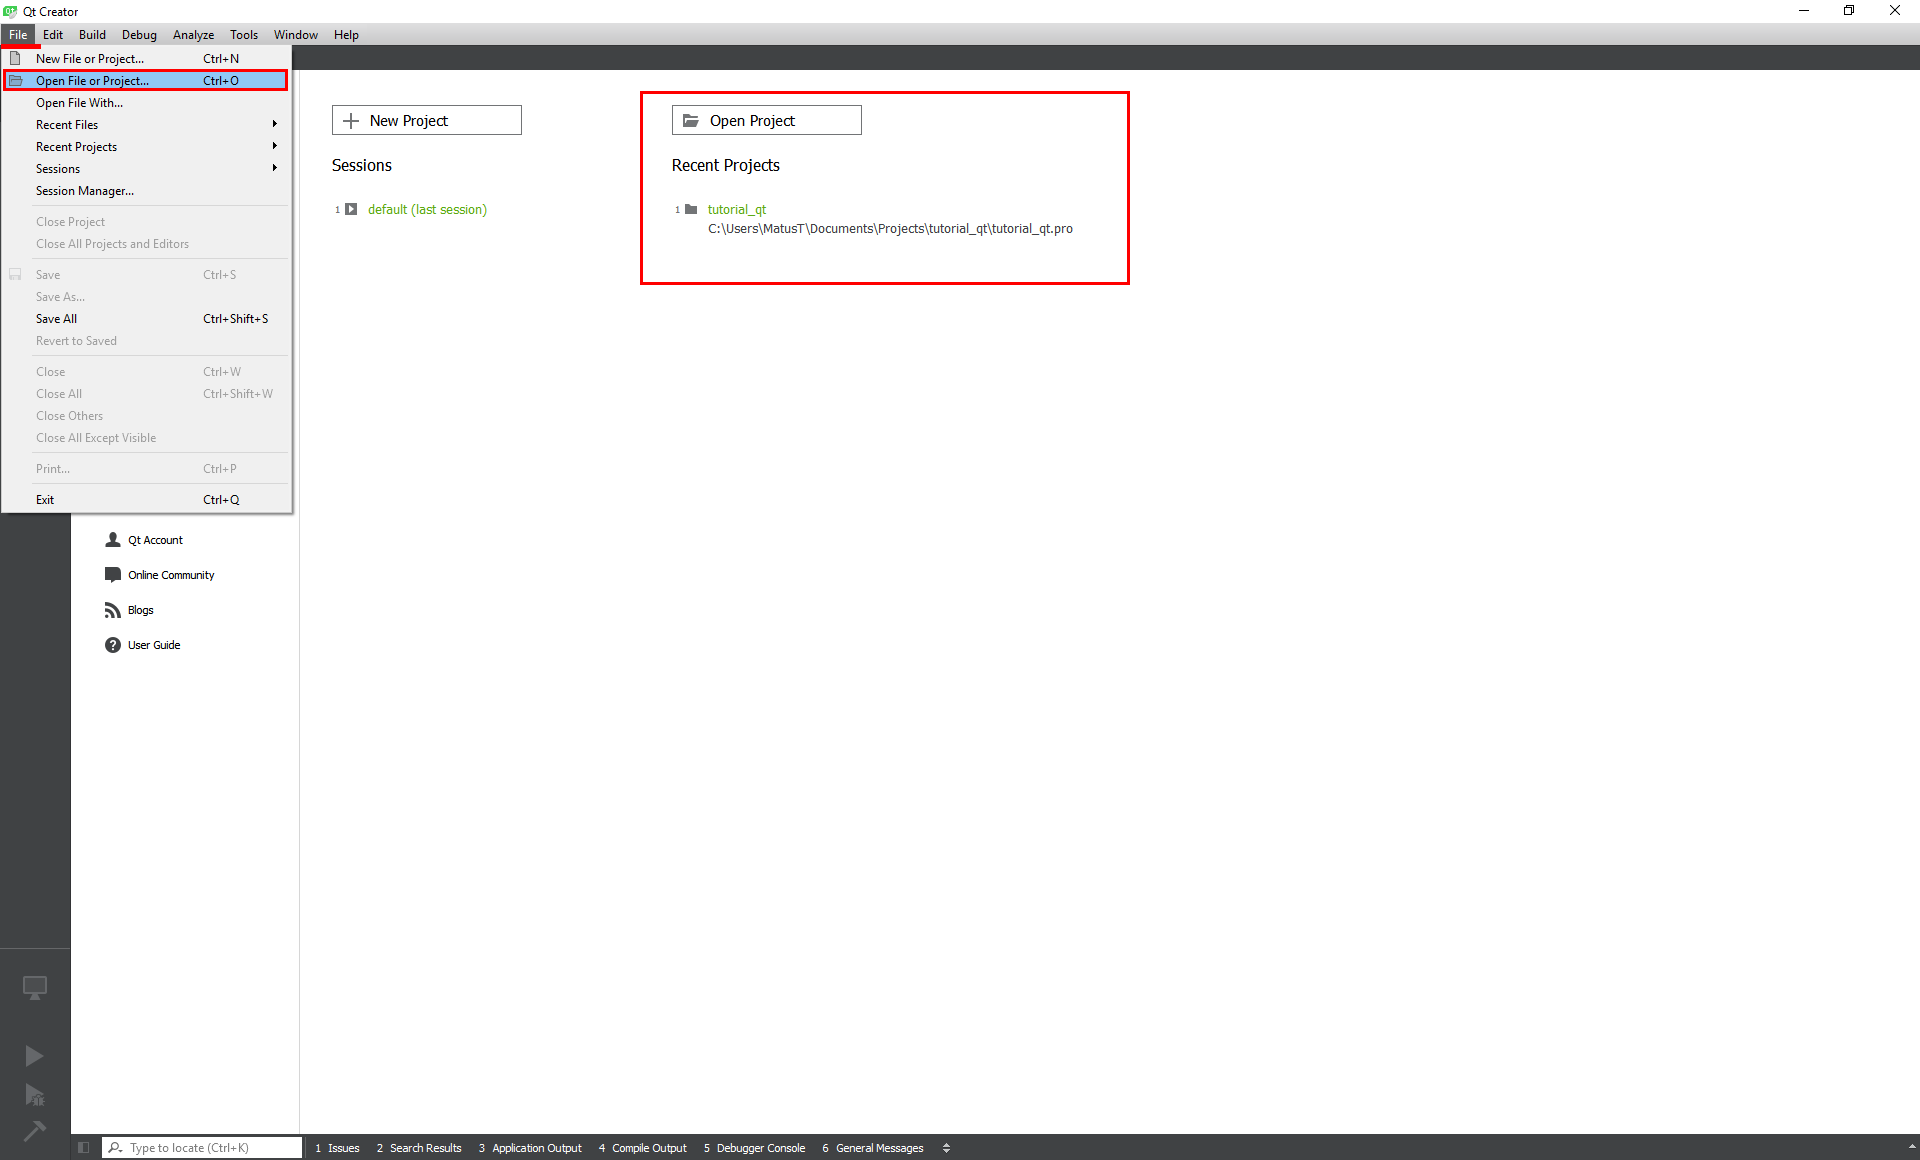 Qt Creator
File Edit Build Debug Analyze Tools Window Help
New File or Project... Ctrl+N
Open File or Project... Ctrl+O
Open File With...
Recent Files
Recent Projects
Sessions
Session Manager...
Close Project
Close All Projects and Editors
Save Ctrl+S
Save As...
Save All Ctrl+Shift+S
Revert to Saved
Close Ctrl+W
Close All Ctrl+Shift+W
Close Others
Close All Except Visible
Print... Ctrl+P
Exit Ctrl+Q
Qt Account
Online Community
Blogs
User Guide
New Project
Sessions
1 default (last session)
Open Project
Recent Projects
1 tutorial_qt
C:\Users\MatusT\Documents\Projects\tutorial_qt\tutorial_qt.pro
Type to locate (Ctrl+K) 1 Issues 2 Search Results 3 Application Output 4 Compile Output 5 Debugger Console 6 General Messages